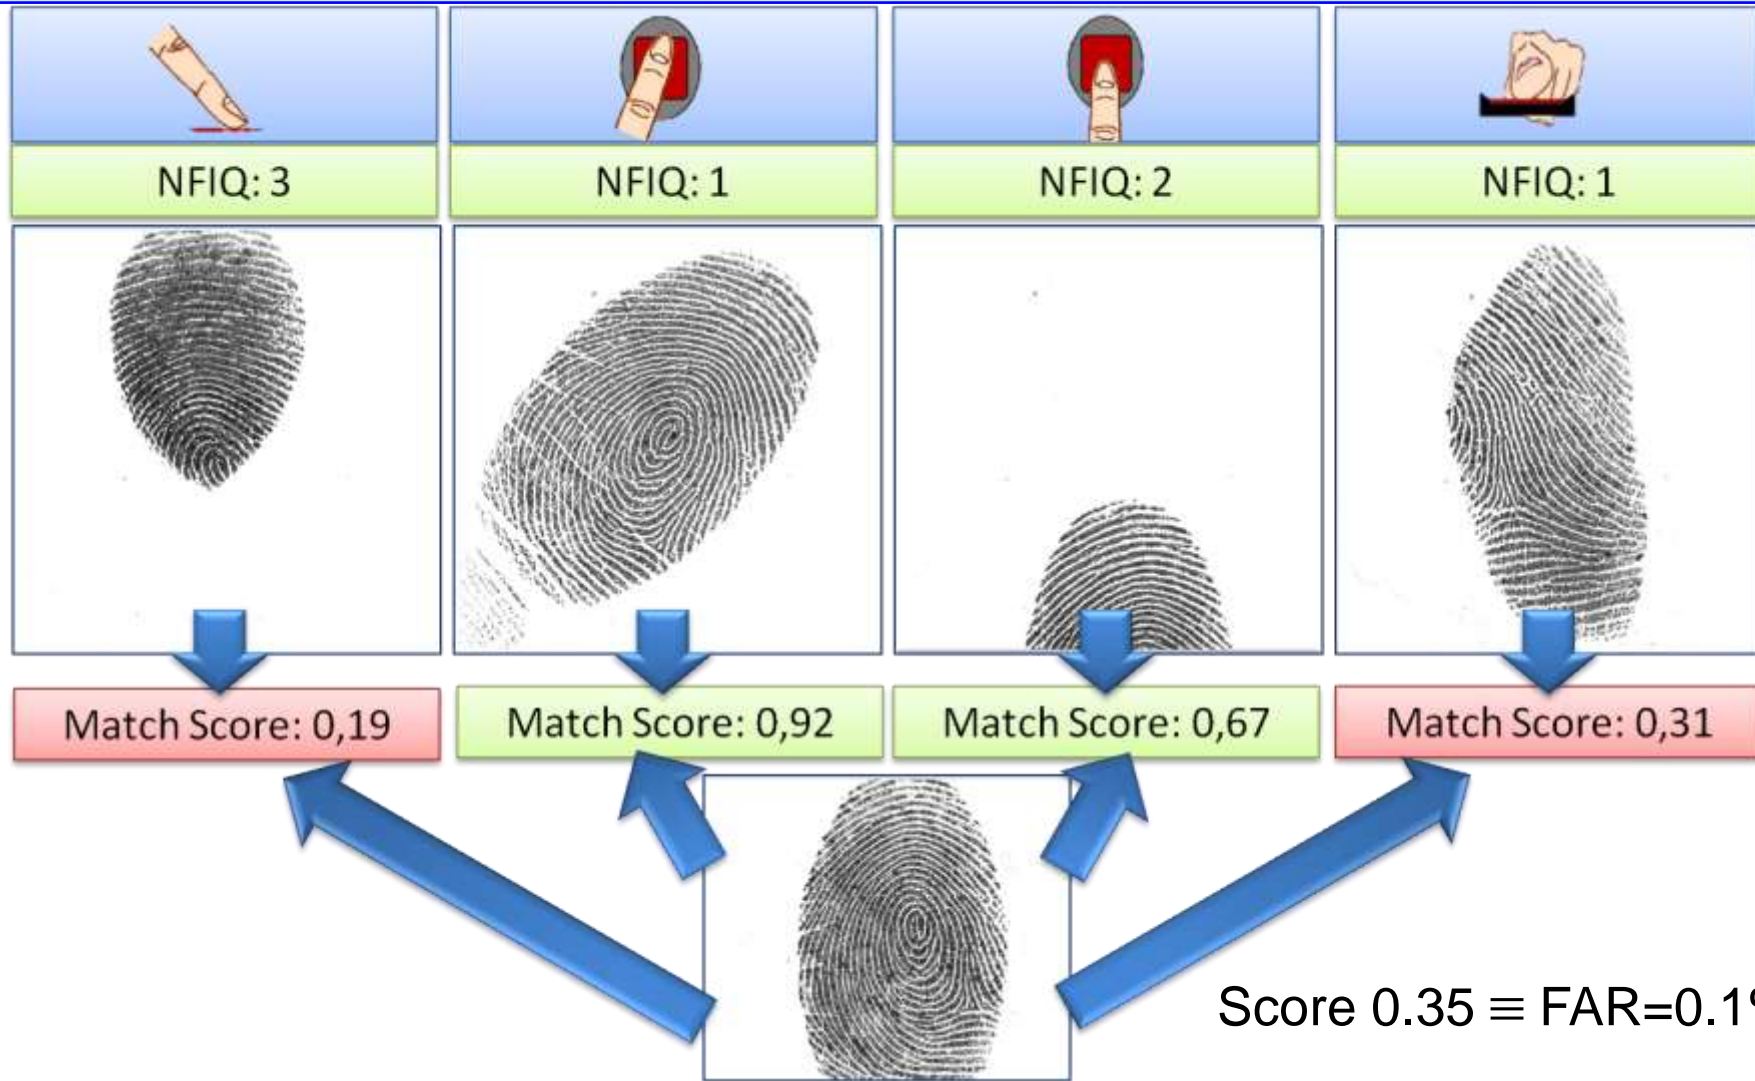 NFIQ: 3
NFIQ: 1
NFIQ: 2
NFIQ: 1
Match Score: 0,19
Match Score: 0,92
Match Score: 0,67
Match Score: 0,31
Score 0.35 ≡ FAR=0.1